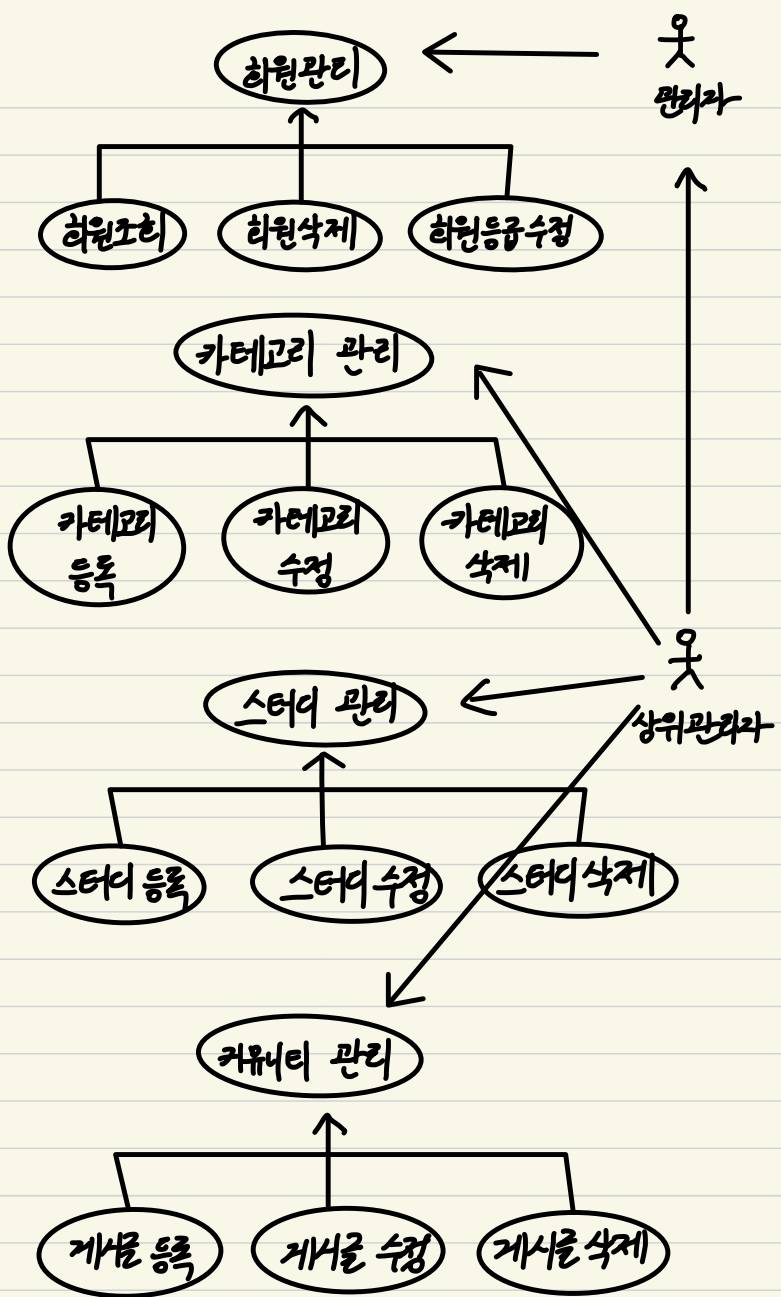 회원관리
관리자
회원조회
회원삭제
회원등급수정
카테고리 관리
카테고리
등록
카테고리
수정
카테고리
삭제
상위관리자
스터디 관리
스터디 등록
스터디 수정
스터디 삭제
커뮤니티 관리
게시글 등록
게시글 수정
게시글 삭제